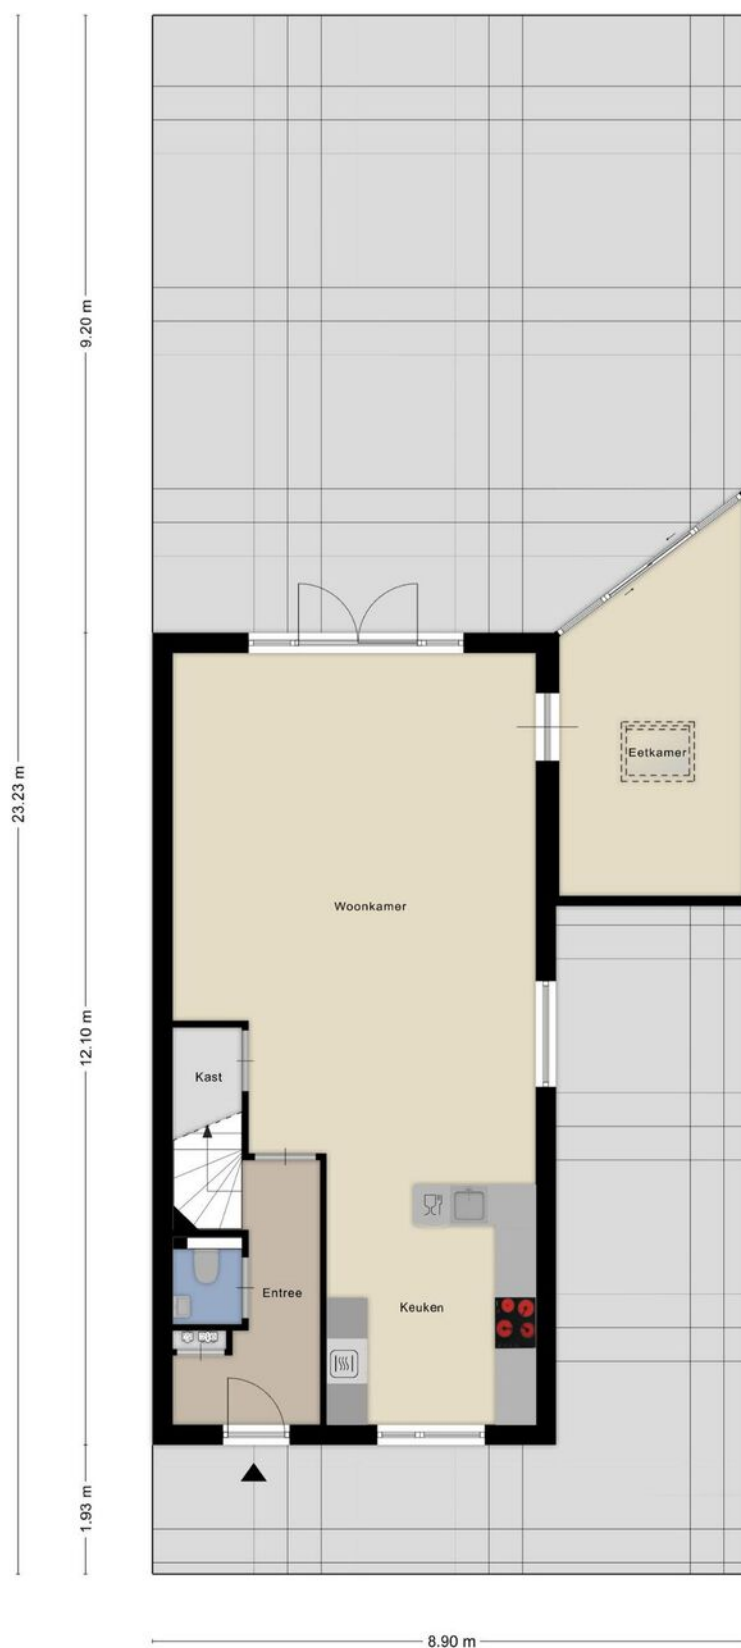 9.20 m
23.23 m
Eetkamer
Woonkamer
12.10 m
Kast
Entree
Keuken
1.93 m
8.90 m